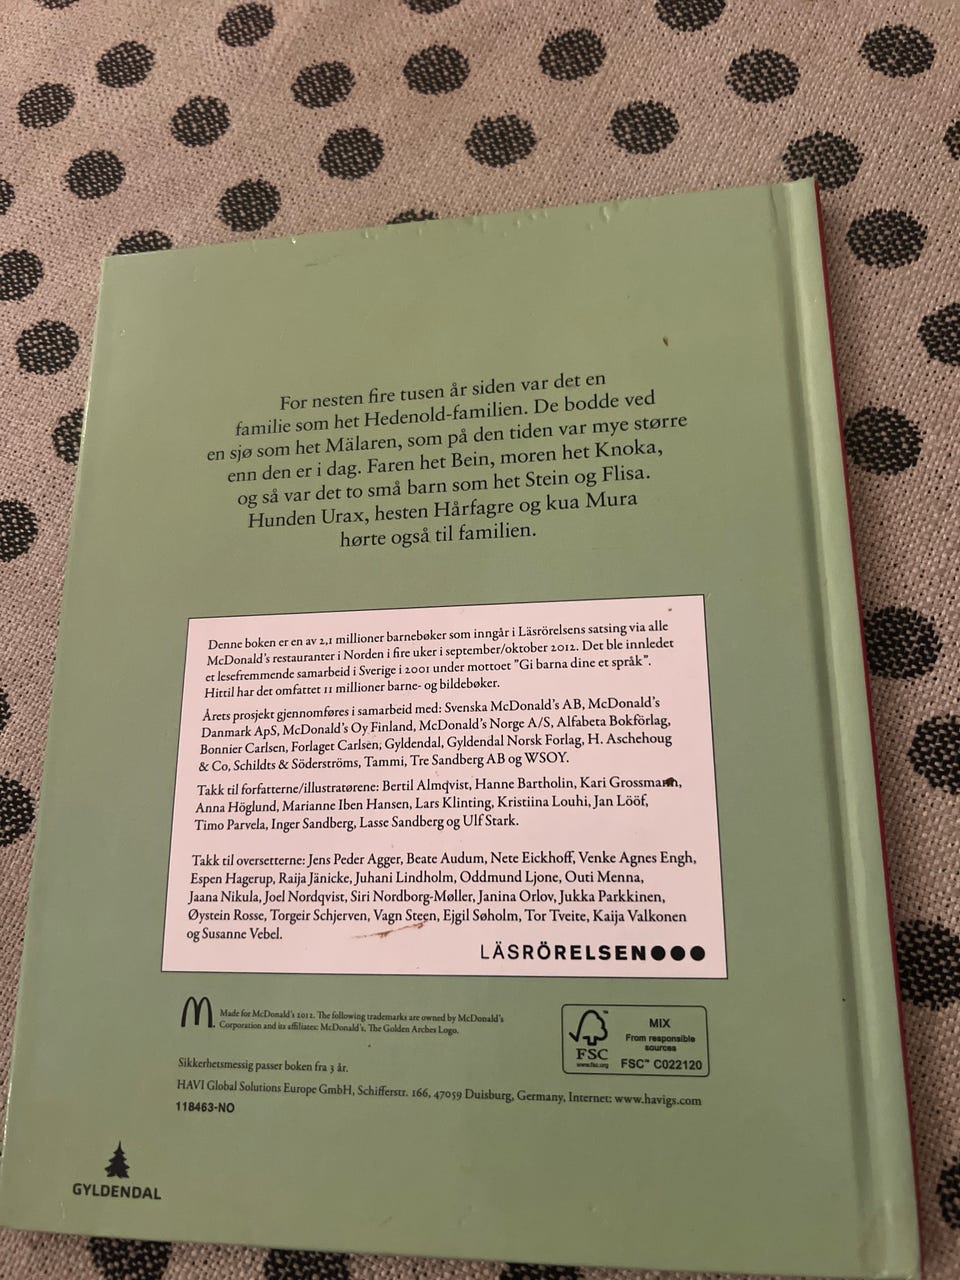 For nesten fire tusen år siden var det en
familie som het Hedenold-familien. De bodde ved
en sjø som het Mälaren, som på den tiden var mye større
enn den er i dag. Faren het Bein, moren het Knoka,
og så var det to små barn som het Stein og Flisa.
Hunden Urax, hesten Hårfagre og kua Mura
hørte også til familien.
Denne boken er en av 2,1 millioner barnebøker som inngår i Läsrörelsens satsing via alle
McDonald's restauranter i Norden i fire uker i september/oktober 2012. Det ble innledet
et lesefremmende samarbeid i Sverige i 2001 under mottoet "Gi barna dine et språk".
Hittil har det omfattet 11 millioner barne- og bildebøker.
Årets prosjekt gjennomføres i samarbeid med: Svenska McDonald's AB, McDonald's
Danmark ApS, McDonald's Oy Finland, McDonald's Norge A/S, Alfabeta Bokförlag,
Bonnier Carlsen, Forlaget Carlsen, Gyldendal, Gyldendal Norsk Forlag, H. Aschehoug
& Co, Schildts & Söderströms, Tammi, Tre Sandberg AB og WSOY.
Takk til forfatterne/illustratørene: Bertil Almqvist, Hanne Bartholin, Kari Grossmann,
Anna Höglund, Marianne Iben Hansen, Lars Klinting, Kristiina Louhi, Jan Lööf,
Timo Parvela, Inger Sandberg, Lasse Sandberg og Ulf Stark.
Takk til oversetterne: Jens Peder Agger, Beate Audum, Nete Eickhoff, Venke Agnes Engh,
Espen Hagerup, Raija Jänicke, Juhani Lindholm, Oddmund Ljone, Outi Menna,
Jaana Nikula, Joel Nordqvist, Siri Nordborg-Møller, Janina Orlov, Jukka Parkkinen,
Øystein Rosse, Torgeir Schjerven, Vagn Steen, Ejgil Søholm, Tor Tveite, Kaija Valkonen
og Susanne Vebel.
LÄSRÖRELSEN●●●
M. Made for McDonald's 2012. The following trademarks are owned by McDonald's
Corporation and its affiliates: McDonald's, The Golden Arches Logo.
FSC
www.fsc.org
MIX
From responsible
sources
FSC™ C022120
Sikkerhetsmessig passer boken fra 3 år.
HAVI Global Solutions Europe GmbH, Schifferstr. 166, 47059 Duisburg, Germany, Internet: www.havigs.com
118463-NO
GYLDENDAL